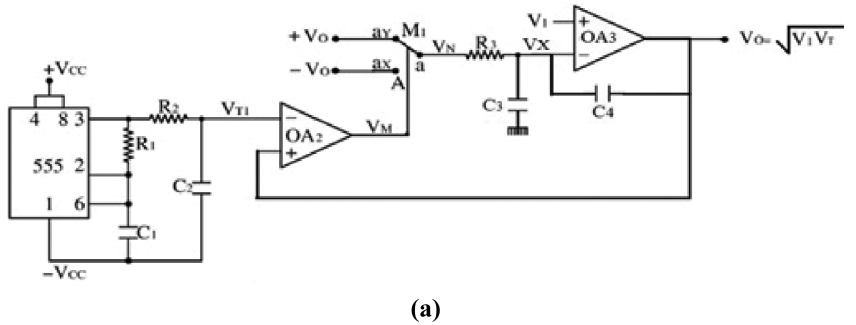 +VO aY M1
VN R3 VX V1 + OA3 VO= √V1VT
−VO aX a
A
+VCC
4 8 3 R2 VT1 − OA2 VM C3 − C4
R1
555 2 + C2
1 6
C1
−VCC
(a)